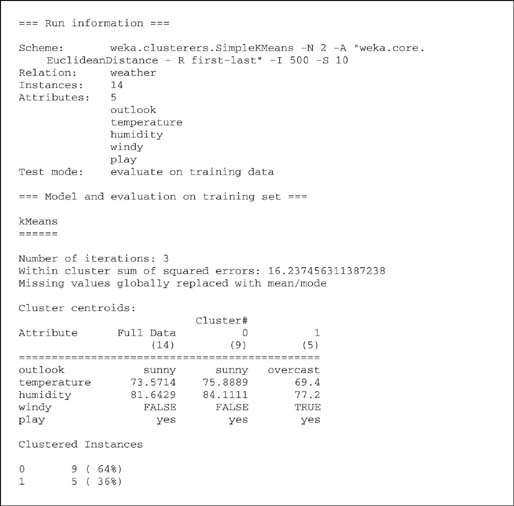 === Run information ===
Scheme: weka.clusterers.SimpleKMeans -N 2 -A "weka.core.
EuclideanDistance - R first-last" -I 500 -S 10
Relation: weather
Instances: 14
Attributes: 5
outlook
temperature
humidity
windy
play
Test mode: evaluate on training data
=== Model and evaluation on training set ===
kMeans
======
Number of iterations: 3
Within cluster sum of squared errors: 16.237456311387238
Missing values globally replaced with mean/mode
Cluster centroids:
Cluster#
Attribute Full Data 0 1
(14) (9) (5)
==============================================
outlook sunny sunny overcast
temperature 73.5714 75.8889 69.4
humidity 81.6429 84.1111 77.2
windy FALSE FALSE TRUE
play yes yes yes
Clustered Instances
0 9 ( 64%)
1 5 ( 36%)